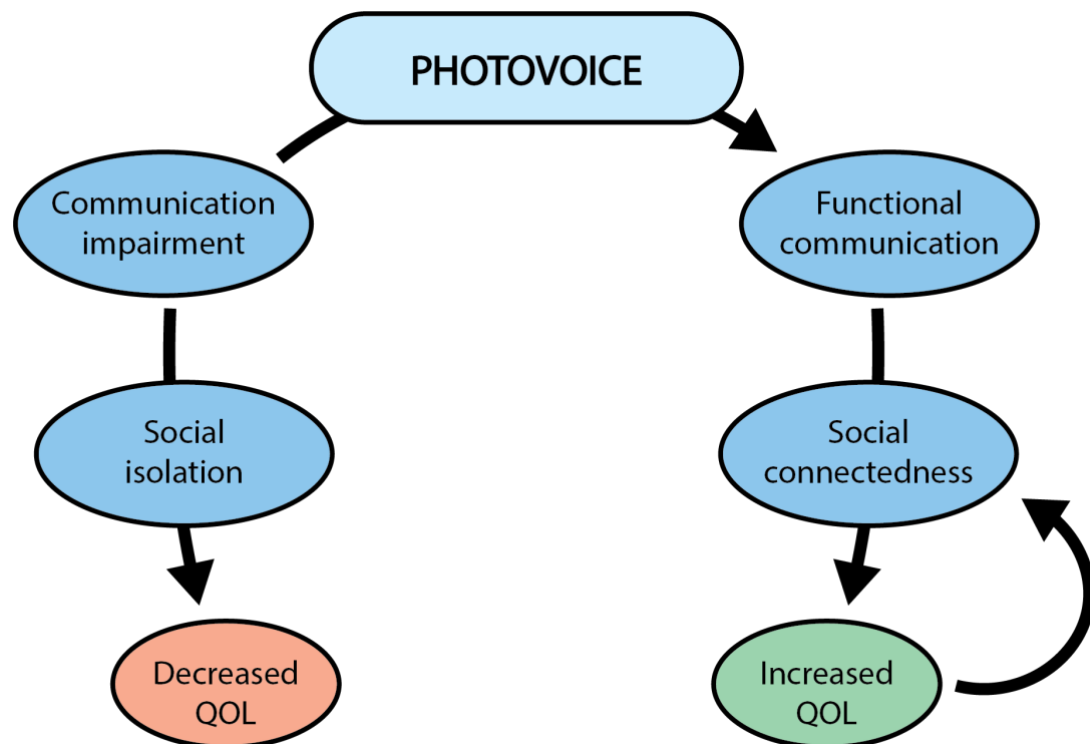 PHOTOVOICE
Communication
impairment
Functional
communication
Social
isolation
Social
connectedness
Decreased
QOL
Increased
QOL